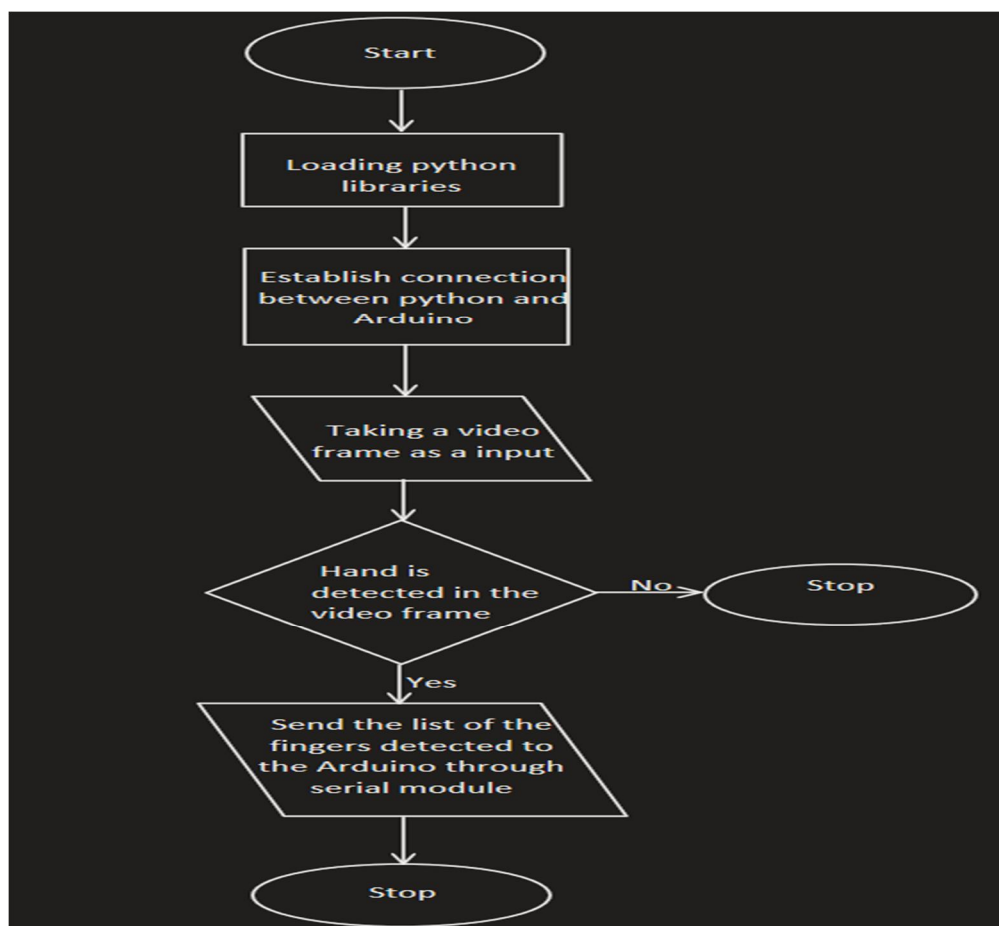 Start
Loading python
libraries
Establish connection
between python and
Arduino
Taking a video
frame as a input
Hand is
detected in the
video frame
No
Stop
Yes
Send the list of the
fingers detected to
the Arduino through
serial module
Stop